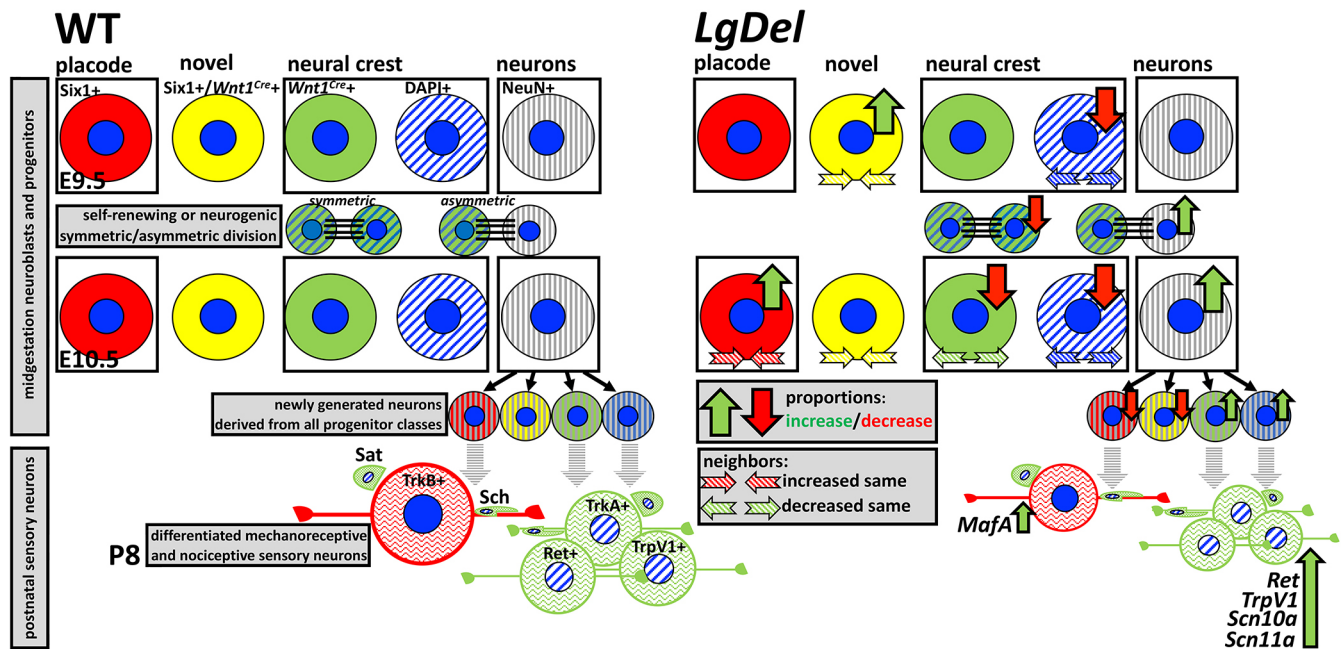 WT
LgDel
placode
novel
neural crest
neurons
placode
novel
neural crest
neurons
Six1+
Six1+/Wnt1Cre+
Wnt1Cre+
DAPI+
NeuN+
E9.5
midgestation neuroblasts and progenitors
self-renewing or neurogenic
symmetric/asymmetric division
symmetric
asymmetric
E10.5
newly generated neurons
derived from all progenitor classes
proportions:
increase/decrease
neighbors:
increased same
decreased same
postnatal sensory neurons
Sat
TrkB+
Sch
TrkA+
Ret+
TrpV1+
P8
differentiated mechanoreceptive
and nociceptive sensory neurons
MafA
Ret
TrpV1
Scn10a
Scn11a